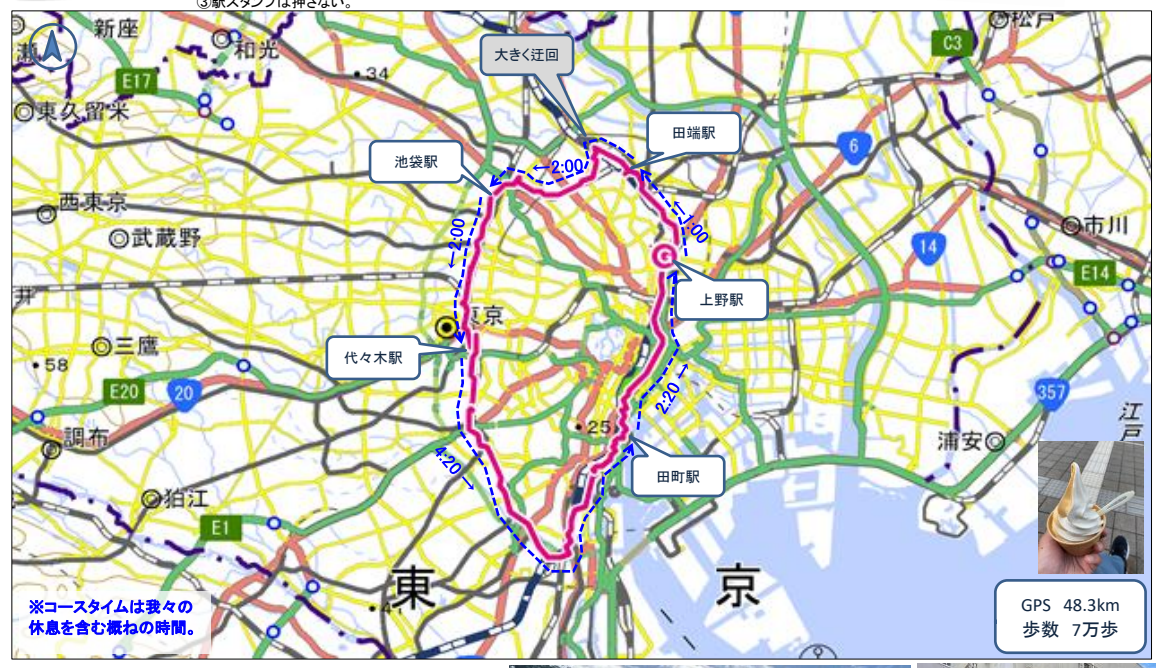 ③駅スタンプは押さない。
新座
和光
瀬
E17
34
大きく迂回
C3
松戸
東久留米
田端駅
6
池袋駅
←2:00
西東京
←1:00
市川
武蔵野
←2:00
14
G
E14
井
上野駅
東京
三鷹
代々木駅
58
E20
20
2:20→
357
江戸
25
浦安
調布
4:20→
田町駅
狛江
E1
東京
※コースタイムは我々の
休息を含む概ねの時間。
GPS 48.3km
歩数 7万歩